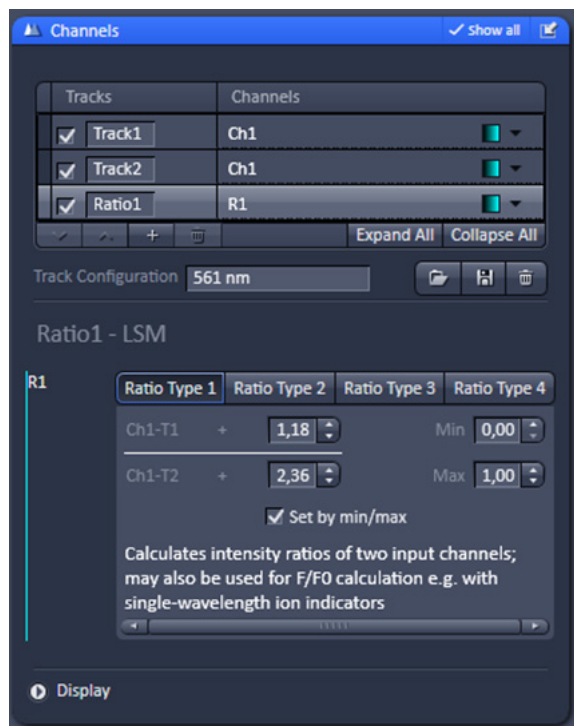 Channels
Show all
Tracks Channels
Track1 Ch1
Track2 Ch1
Ratio1 R1
Expand All Collapse All
Track Configuration 561 nm
Ratio1 - LSM
R1
Ratio Type 1 Ratio Type 2 Ratio Type 3 Ratio Type 4
Ch1-T1 + 1,18 Min 0,00
Ch1-T2 + 2,36 Max 1,00
Set by min/max
Calculates intensity ratios of two input channels;
may also be used for F/F0 calculation e.g. with
single-wavelength ion indicators
Display